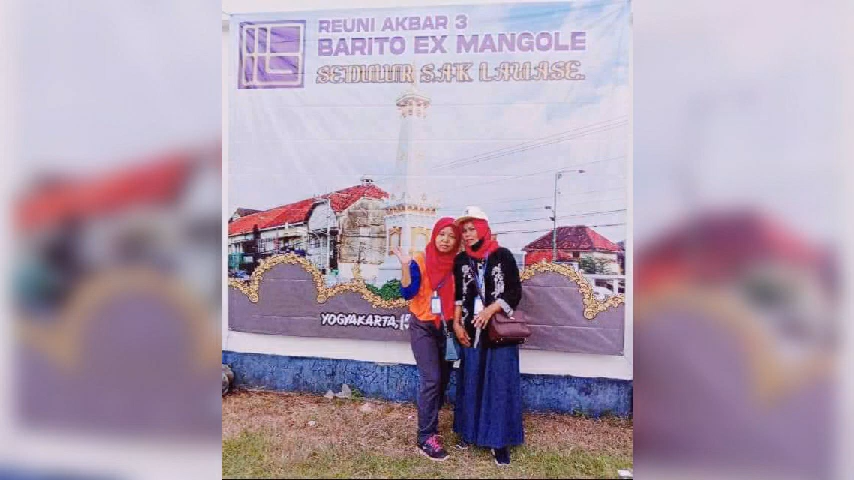 REUNI AKBAR 3
BARITO EX MANGOLE
SEDULUR SAK LAWASE.
YOGYAKARTA,